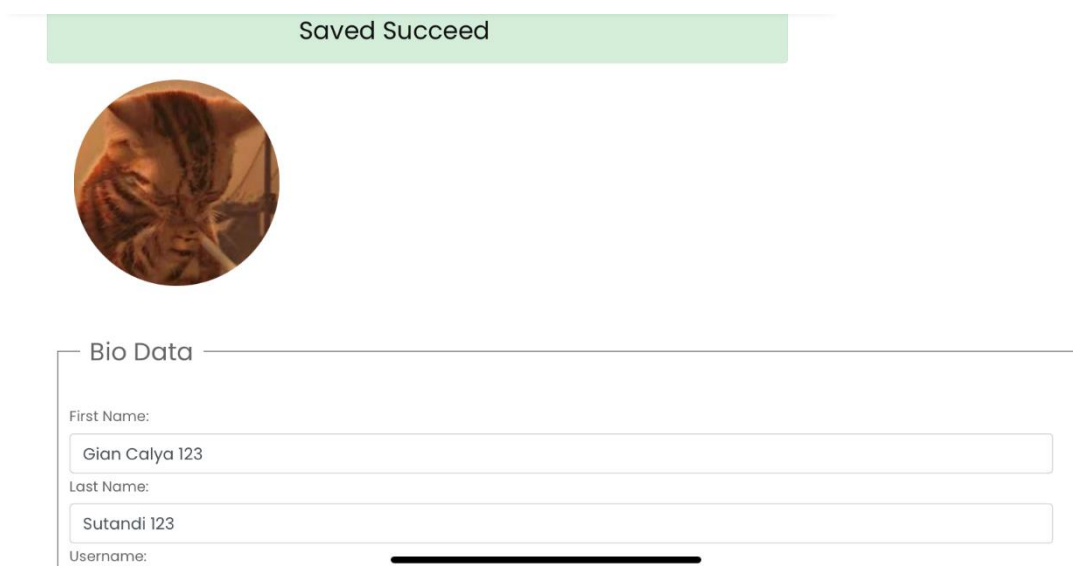 Saved Succeed
Bio Data
First Name:
Gian Calya 123
Last Name:
Sutandi 123
Username: